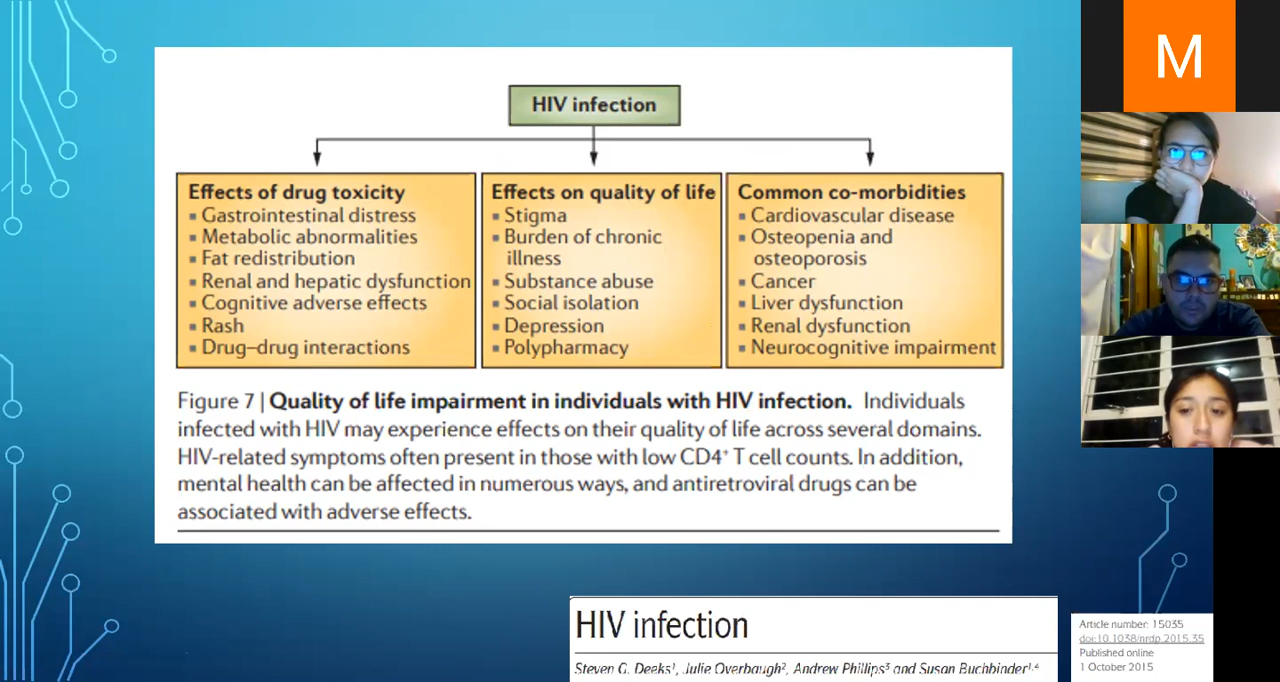 HIV infection
Effects of drug toxicity
▪ Gastrointestinal distress
▪ Metabolic abnormalities
▪ Fat redistribution
▪ Renal and hepatic dysfunction
▪ Cognitive adverse effects
▪ Rash
▪ Drug–drug interactions
Effects on quality of life
▪ Stigma
▪ Burden of chronic
illness
▪ Substance abuse
▪ Social isolation
▪ Depression
▪ Polypharmacy
Common co-morbidities
▪ Cardiovascular disease
▪ Osteopenia and
osteoporosis
▪ Cancer
▪ Liver dysfunction
▪ Renal dysfunction
▪ Neurocognitive impairment
Figure 7 | Quality of life impairment in individuals with HIV infection. Individuals
infected with HIV may experience effects on their quality of life across several domains.
HIV-related symptoms often present in those with low CD4⁺ T cell counts. In addition,
mental health can be affected in numerous ways, and antiretroviral drugs can be
associated with adverse effects.
HIV infection
Steven G. Deeks¹, Julie Overbaugh², Andrew Phillips³ and Susan Buchbinder¹,⁴
Article number: 15035
doi:10.1038/nrdp.2015.35
Published online
1 October 2015
M